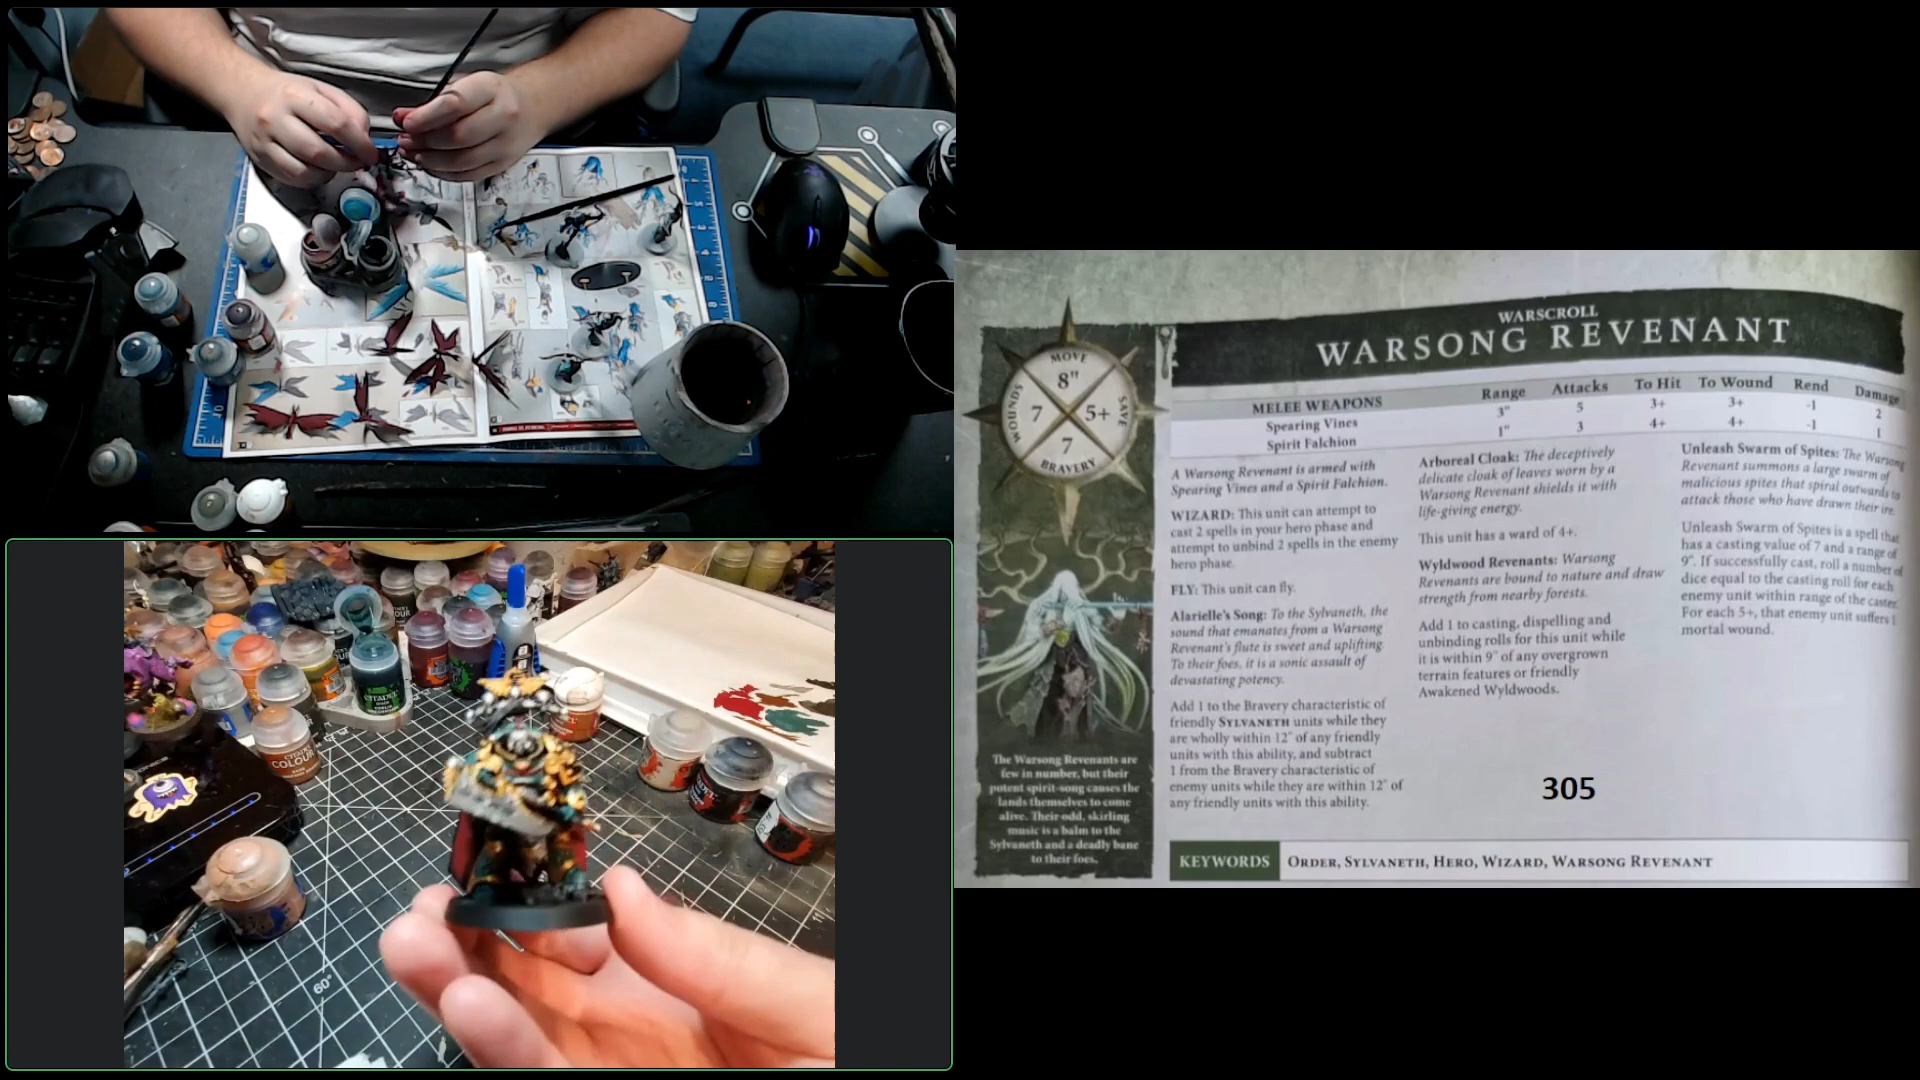 WARSCROLL
WARSONG REVENANT
MOVE
8"
WOUNDS
7
5+
SAVE
7
BRAVERY
MELEE WEAPONS Range Attacks To Hit To Wound Rend Damage
Spearing Vines 3" 5 3+ 3+ -1 2
Spirit Falchion 1" 3 4+ 4+ -1 1
A Warsong Revenant is armed with
Spearing Vines and a Spirit Falchion.
WIZARD: This unit can attempt to
cast 2 spells in your hero phase and
attempt to unbind 2 spells in the enemy
hero phase.
FLY: This unit can fly.
Alarielle's Song: To the Sylvaneth, the
sound that emanates from a Warsong
Revenant's flute is sweet and uplifting.
To their foes, it is a sonic assault of
devastating potency.
Add 1 to the Bravery characteristic of
friendly SYLVANETH units while they
are wholly within 12" of any friendly
units with this ability, and subtract
1 from the Bravery characteristic of
enemy units while they are within 12" of
any friendly units with this ability.
Arboreal Cloak: The deceptively
delicate cloak of leaves worn by a
Warsong Revenant shields it with
life-giving energy.
This unit has a ward of 4+.
Wyldwood Revenants: Warsong
Revenants are bound to nature and draw
strength from nearby forests.
Add 1 to casting, dispelling and
unbinding rolls for this unit while
it is within 9" of any overgrown
terrain features or friendly
Awakened Wyldwoods.
Unleash Swarm of Spites: The Warsong
Revenant summons a large swarm of
malicious spites that spiral outwards to
attack those who have drawn their ire.
Unleash Swarm of Spites is a spell that
has a casting value of 7 and a range of
9". If successfully cast, roll a number of
dice equal to the casting roll for each
enemy unit within range of the caster.
For each 5+, that enemy unit suffers 1
mortal wound.
305
The Warsong Revenants are
few in number, but their
potent spirit-song causes the
lands themselves to come
alive. Their odd, skirling
music is a balm to the
Sylvaneth and a deadly bane
to their foes.
KEYWORDS ORDER, SYLVANETH, HERO, WIZARD, WARSONG REVENANT
CITADEL
CITADEL
COLOUR
60°